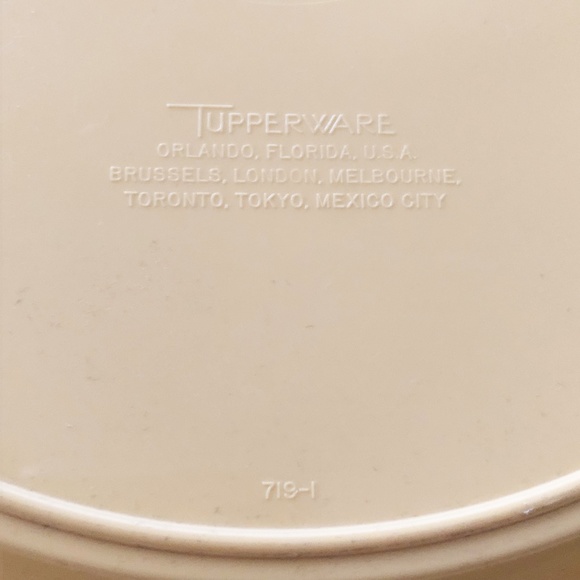 TUPPERWARE
ORLANDO, FLORIDA, U.S.A.
BRUSSELS, LONDON, MELBOURNE,
TORONTO, TOKYO, MEXICO CITY
719-1